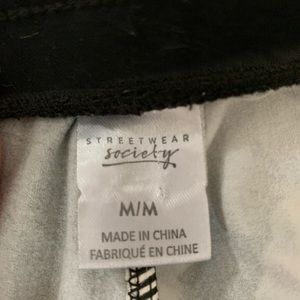 STREETWEAR
society
M/M
MADE IN CHINA
FABRIQUÉ EN CHINE